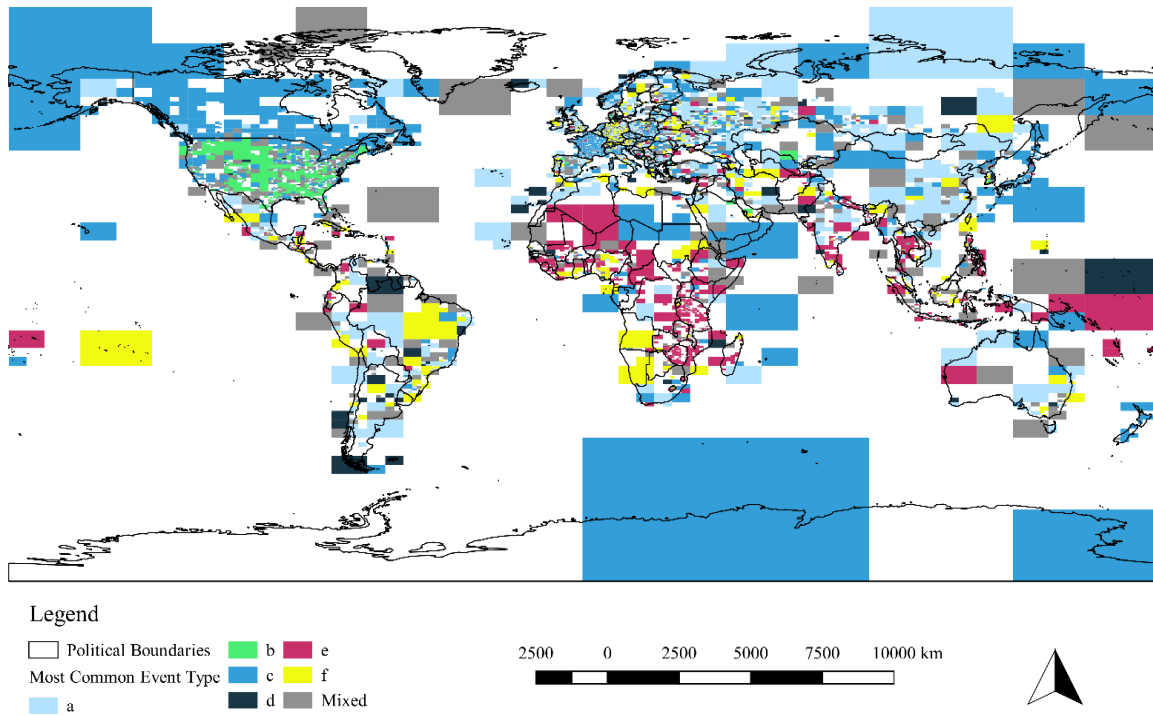 Legend
Political Boundaries
Most Common Event Type
a
b
c
d
e
f
Mixed
2500 0 2500 5000 7500 10000 km